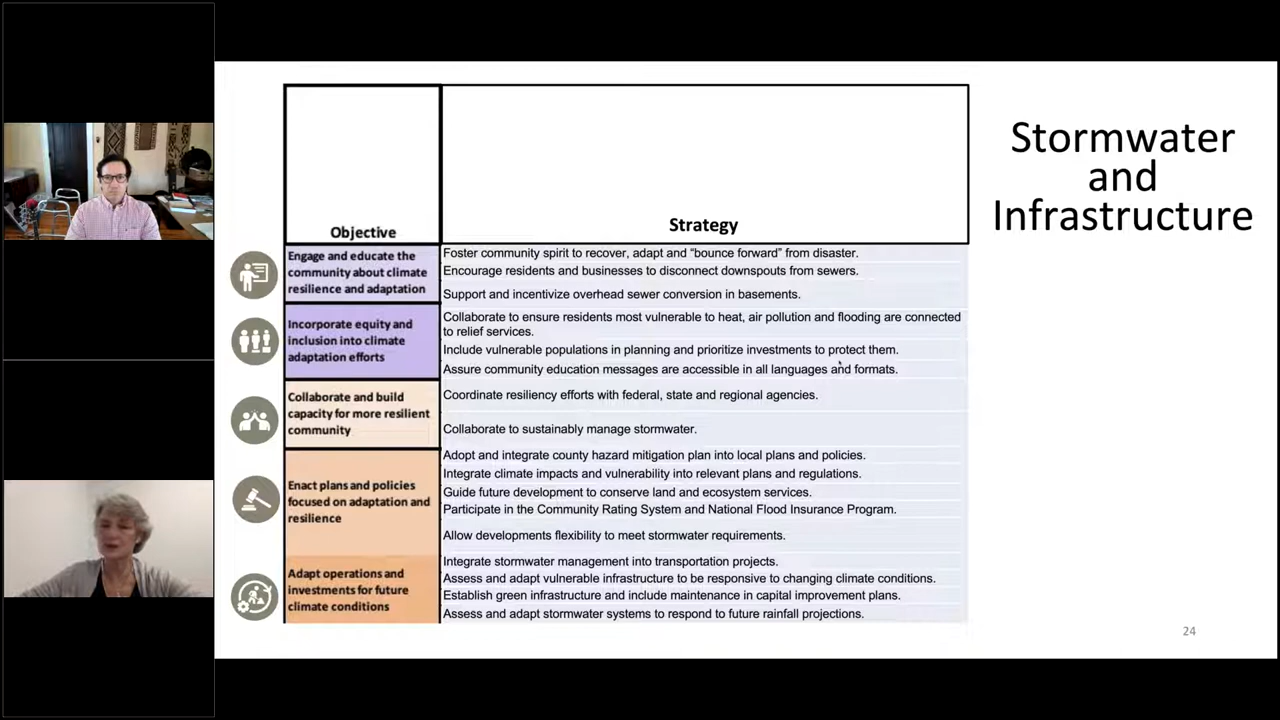 Stormwater
and
Infrastructure
Objective
Strategy
Engage and educate the
community about climate
resilience and adaptation
Foster community spirit to recover, adapt and “bounce forward” from disaster.
Encourage residents and businesses to disconnect downspouts from sewers.
Support and incentivize overhead sewer conversion in basements.
Incorporate equity and
inclusion into climate
adaptation efforts
Collaborate to ensure residents most vulnerable to heat, air pollution and flooding are connected
to relief services.
Include vulnerable populations in planning and prioritize investments to protect them.
Assure community education messages are accessible in all languages and formats.
Collaborate and build
capacity for more resilient
community
Coordinate resiliency efforts with federal, state and regional agencies.
Collaborate to sustainably manage stormwater.
Enact plans and policies
focused on adaptation and
resilience
Adopt and integrate county hazard mitigation plan into local plans and policies.
Integrate climate impacts and vulnerability into relevant plans and regulations.
Guide future development to conserve land and ecosystem services.
Participate in the Community Rating System and National Flood Insurance Program.
Allow developments flexibility to meet stormwater requirements.
Adapt operations and
investments for future
climate conditions
Integrate stormwater management into transportation projects.
Assess and adapt vulnerable infrastructure to be responsive to changing climate conditions.
Establish green infrastructure and include maintenance in capital improvement plans.
Assess and adapt stormwater systems to respond to future rainfall projections.
24